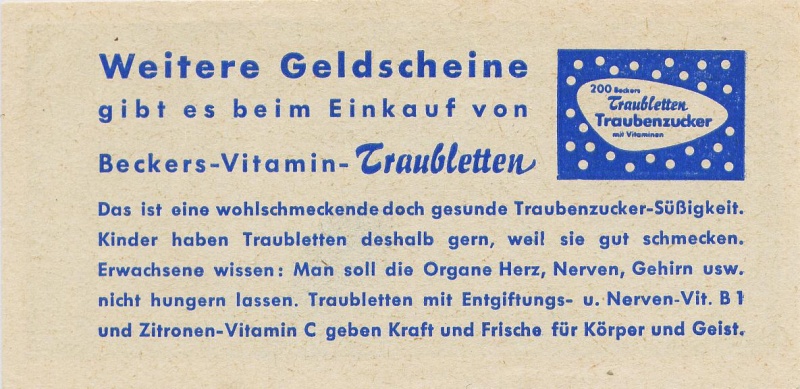 Weitere Geldscheine
gibt es beim Einkauf von
Beckers-Vitamin-Traubletten
200 Beckers
Traubletten
Traubenzucker
mit Vitaminen
Das ist eine wohlschmeckende doch gesunde Traubenzucker-Süßigkeit.
Kinder haben Traubletten deshalb gern, weil sie gut schmecken.
Erwachsene wissen: Man soll die Organe Herz, Nerven, Gehirn usw.
nicht hungern lassen. Traubletten mit Entgiftungs- u. Nerven-Vit. B 1
und Zitronen-Vitamin C geben Kraft und Frische für Körper und Geist.